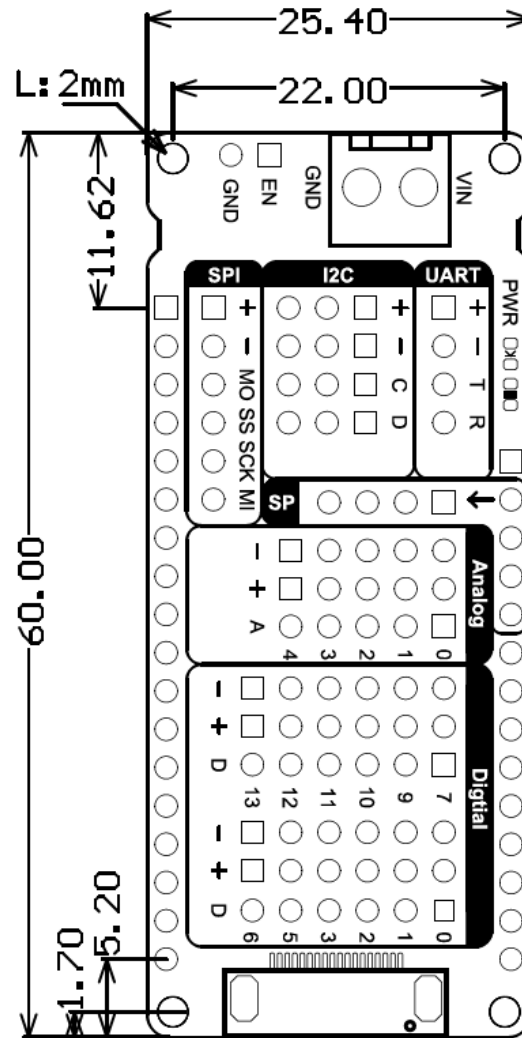 25.40
L:2mm
22.00
GND
EN
GND
VIN
11.62
SPI
I2C
UART
PWR
+
-
MO
SS
SCK
MI
+
-
C
D
+
-
T
R
SP
←
60.00
-
+
A
4
3
2
1
0
Analog
-
+
D
13
12
11
10
9
7
Digtial
-
+
D
6
5
3
2
1
0
5.20
1.70